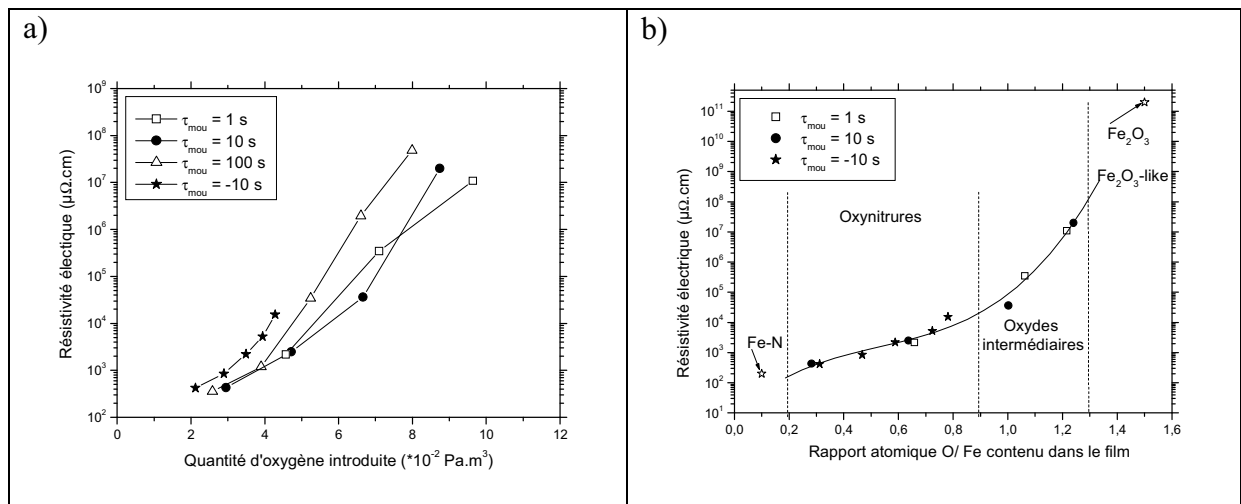 a)
10⁹
10⁸
10⁷
10⁶
10⁵
10⁴
10³
10²
0 2 4 6 8 10 12
Résistivité électique (µΩ.cm)
Quantité d'oxygène introduite (*10⁻² Pa.m³)
τmou = 1 s
τmou = 10 s
τmou = 100 s
τmou = -10 s
b)
10¹¹
10¹⁰
10⁹
10⁸
10⁷
10⁶
10⁵
10⁴
10³
10²
10¹
0,0 0,2 0,4 0,6 0,8 1,0 1,2 1,4 1,6
Résistivité électrique (µΩ.cm)
Rapport atomique O/ Fe contenu dans le film
τmou = 1 s
τmou = 10 s
τmou = -10 s
Fe₂O₃
Fe₂O₃-like
Oxynitrures
Fe-N
Oxydes
intermédiaires